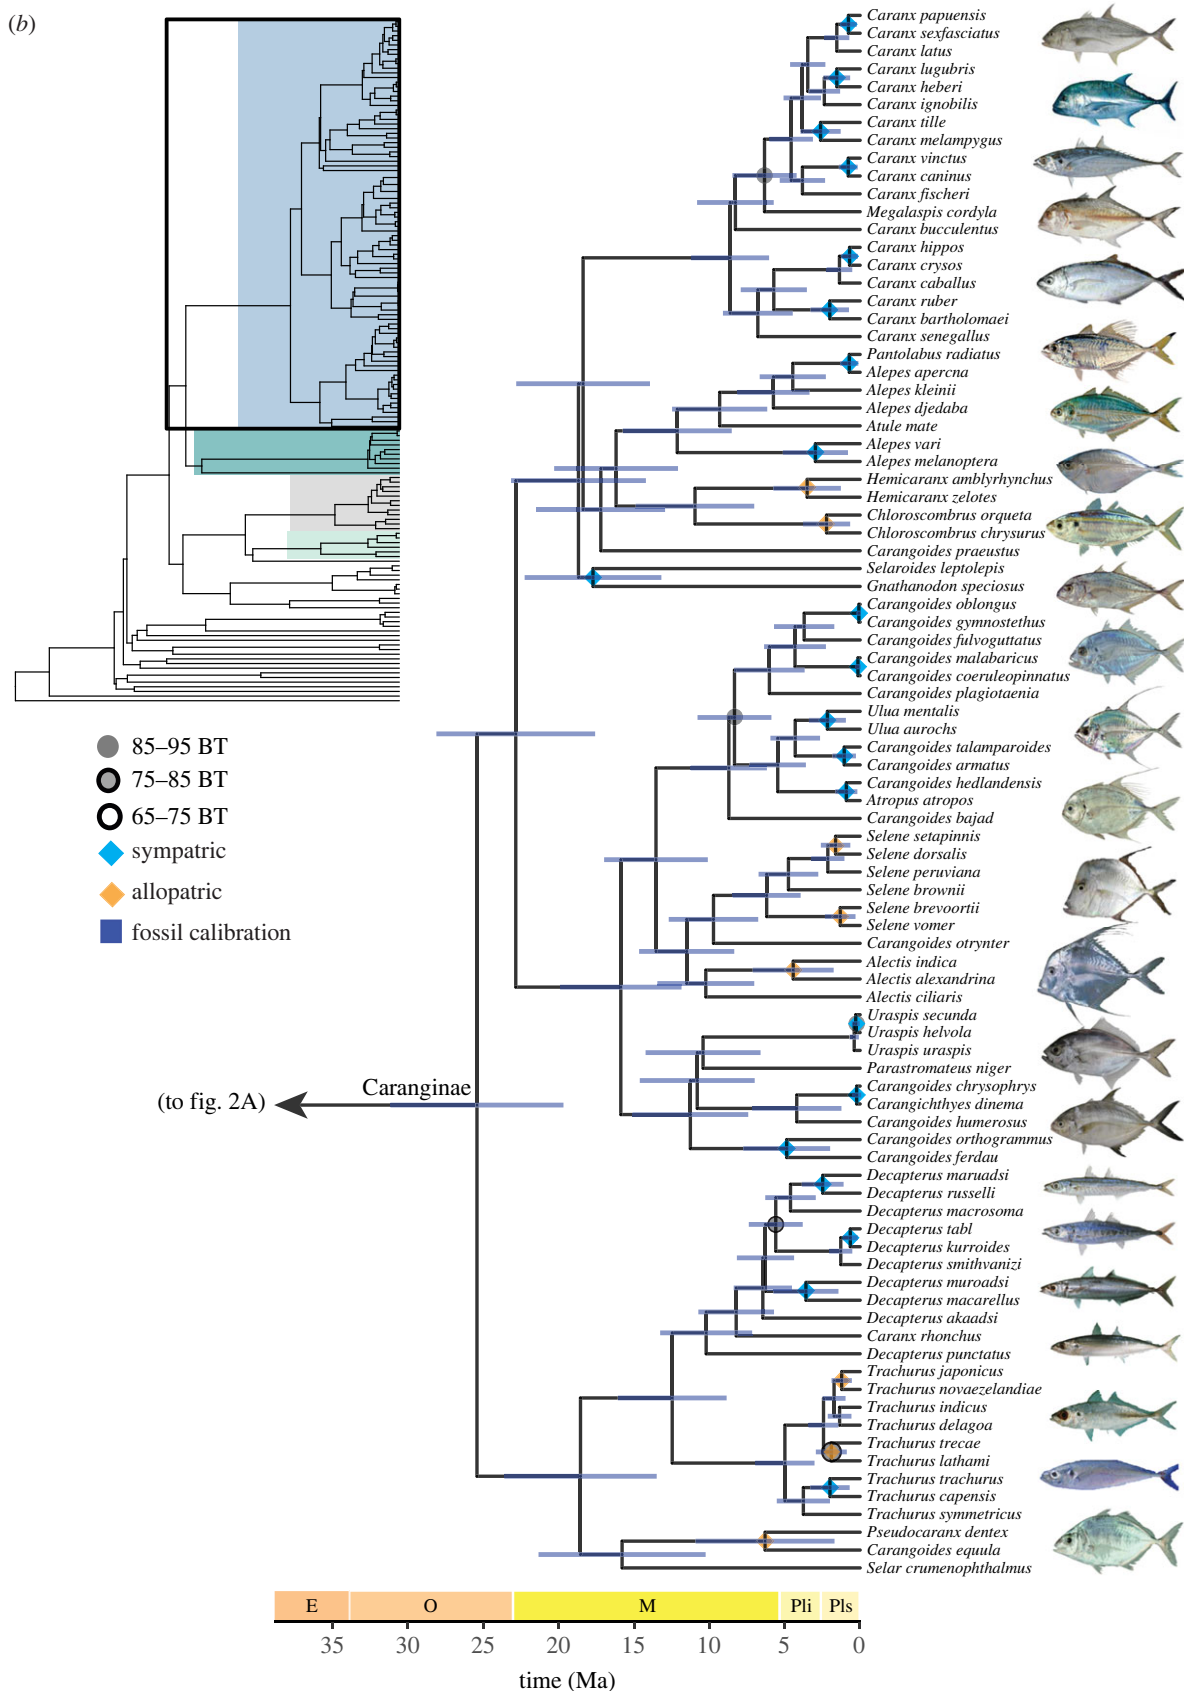 (b)
Caranx papuensis
Caranx sexfasciatus
Caranx latus
Caranx lugubris
Caranx heberi
Caranx ignobilis
Caranx tille
Caranx melampygus
Caranx vinctus
Caranx caninus
Caranx fischeri
Megalaspis cordyla
Caranx bucculentus
Caranx hippos
Caranx crysos
Caranx caballus
Caranx ruber
Caranx bartholomaei
Caranx senegallus
Pantolabus radiatus
Alepes apercna
Alepes kleinii
Alepes djedaba
Atule mate
Alepes vari
Alepes melanoptera
Hemicaranx amblyrhynchus
Hemicaranx zelotes
Chloroscombrus orqueta
Chloroscombrus chrysurus
Carangoides praeustus
Selaroides leptolepis
Gnathanodon speciosus
Carangoides oblongus
Carangoides gymnostethus
Carangoides fulvoguttatus
Carangoides malabaricus
Carangoides coeruleopinnatus
Carangoides plagiotaenia
Ulua mentalis
Ulua aurochs
Carangoides talamparoides
Carangoides armatus
Carangoides hedlandensis
Atropus atropos
Carangoides bajad
Selene setapinnis
Selene dorsalis
Selene peruviana
Selene brownii
Selene brevoortii
Selene vomer
Carangoides otrynter
Alectis indica
Alectis alexandrina
Alectis ciliaris
Uraspis secunda
Uraspis helvola
Uraspis uraspis
Parastromateus niger
Carangoides chrysophrys
Carangichthyes dinema
Carangoides humerosus
Carangoides orthogrammus
Carangoides ferdau
Decapterus maruadsi
Decapterus russelli
Decapterus macrosoma
Decapterus tabl
Decapterus kurroides
Decapterus smithvanizi
Decapterus muroadsi
Decapterus macarellus
Decapterus akaadsi
Caranx rhonchus
Decapterus punctatus
Trachurus japonicus
Trachurus novaezelandiae
Trachurus indicus
Trachurus delagoa
Trachurus trecae
Trachurus lathami
Trachurus trachurus
Trachurus capensis
Trachurus symmetricus
Pseudocaranx dentex
Carangoides equula
Selar crumenophthalmus
85–95 BT
75–85 BT
65–75 BT
sympatric
allopatric
fossil calibration
Caranginae
(to fig. 2A)
E O M Pli Pls
35 30 25 20 15 10 5 0
time (Ma)